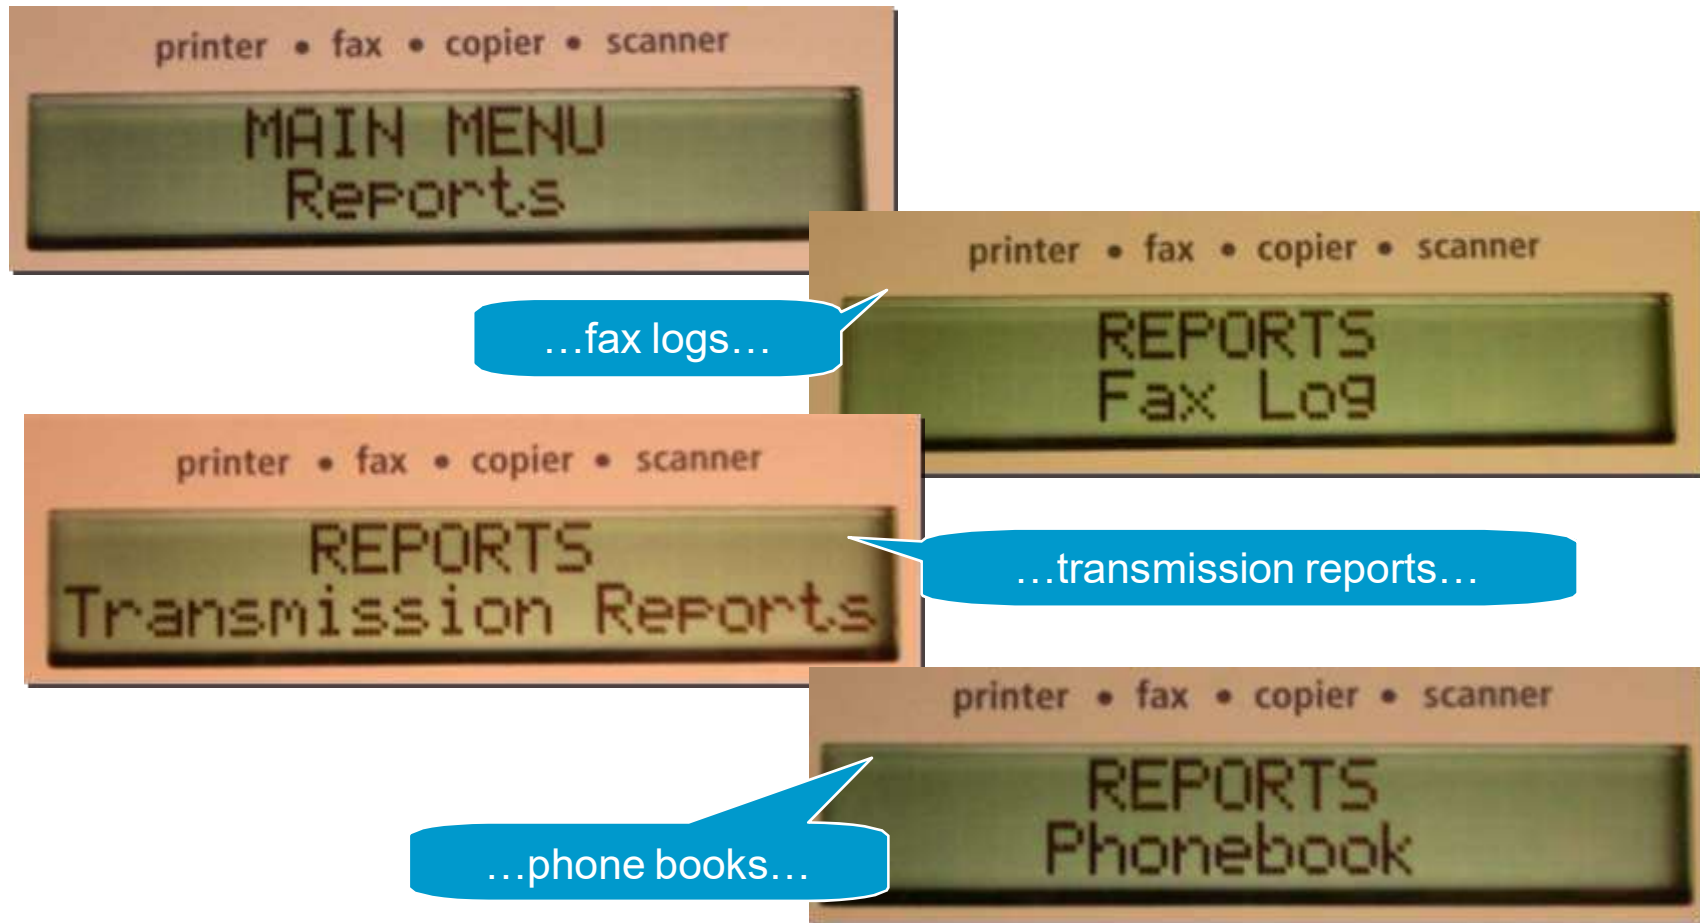 printer • fax • copier • scanner
MAIN MENU
Reports
printer • fax • copier • scanner
…fax logs…
REPORTS
Fax Log
printer • fax • copier • scanner
REPORTS
Transmission Reports
…transmission reports…
printer • fax • copier • scanner
REPORTS
Phonebook
…phone books…